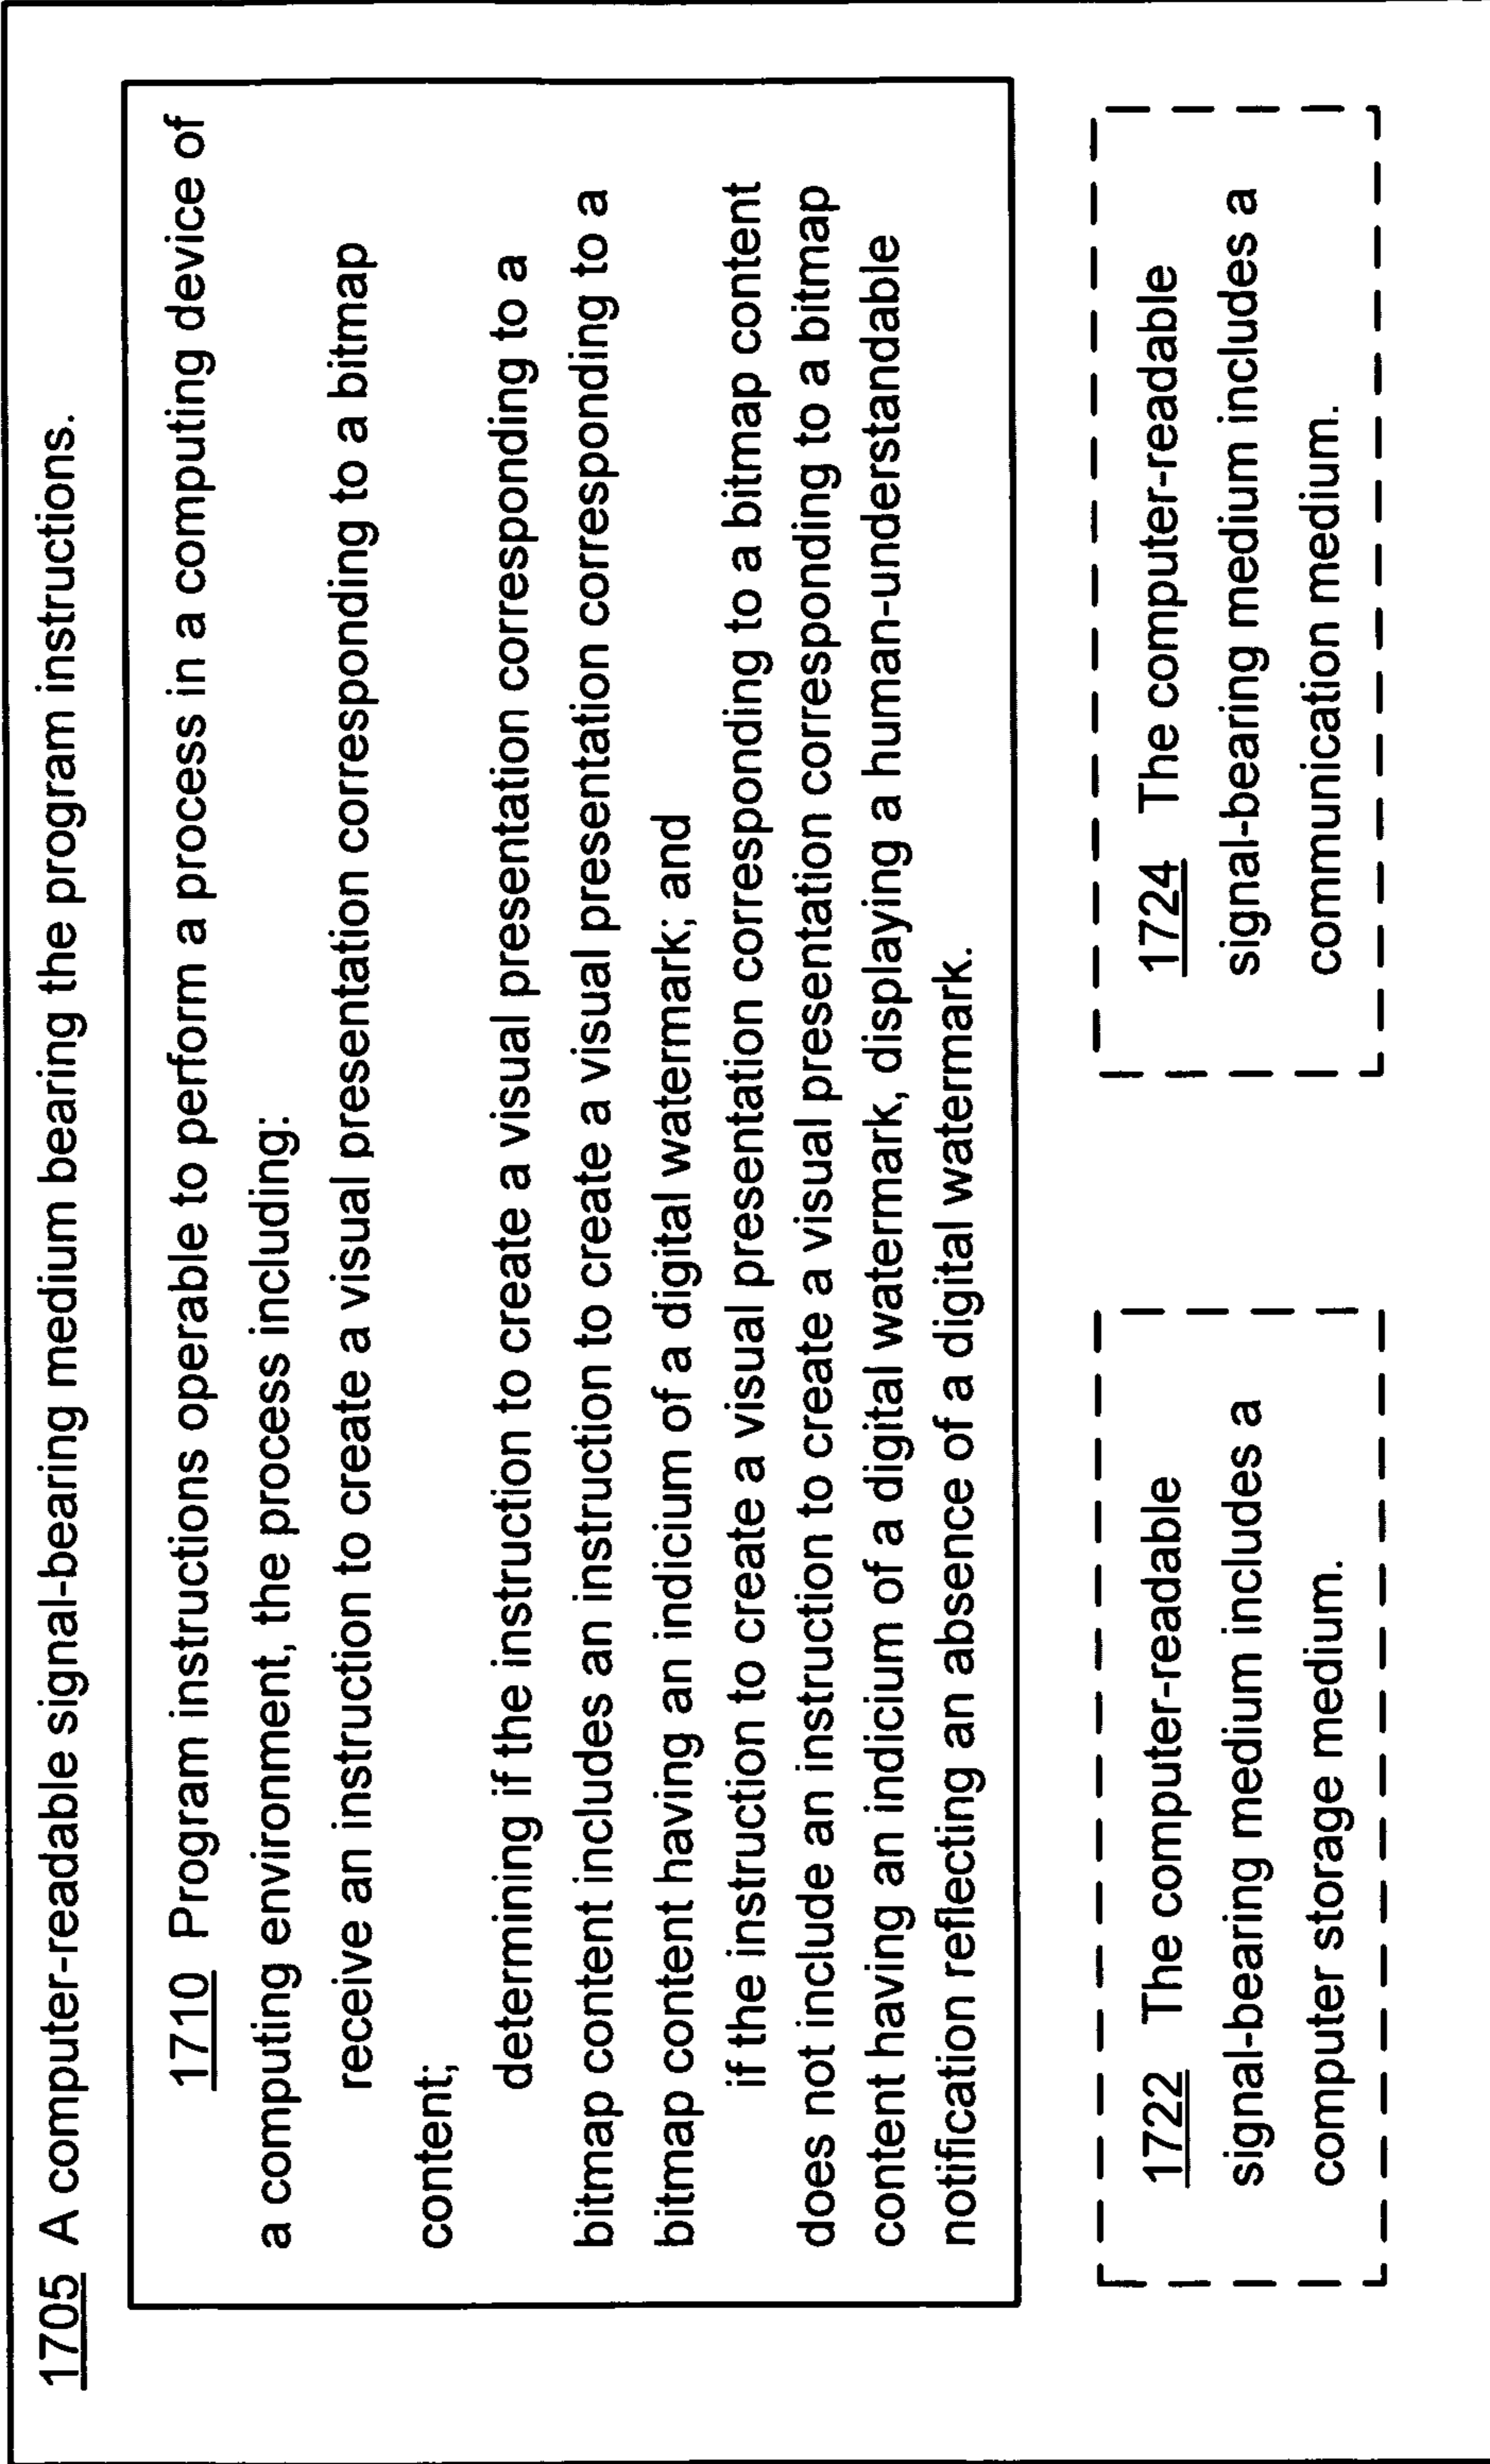 1705 A computer-readable signal-bearing medium bearing the program instructions.
1710 Program instructions operable to perform a process in a computing device of
a computing environment, the process including:
receive an instruction to create a visual presentation corresponding to a bitmap
content;
determining if the instruction to create a visual presentation corresponding to a
bitmap content includes an instruction to create a visual presentation corresponding to a
bitmap content having an indicium of a digital watermark; and
if the instruction to create a visual presentation corresponding to a bitmap content
does not include an instruction to create a visual presentation corresponding to a bitmap
content having an indicium of a digital watermark, displaying a human-understandable
notification reflecting an absence of a digital watermark.
1722 The computer-readable
signal-bearing medium includes a
computer storage medium.
1724 The computer-readable
signal-bearing medium includes a
communication medium.